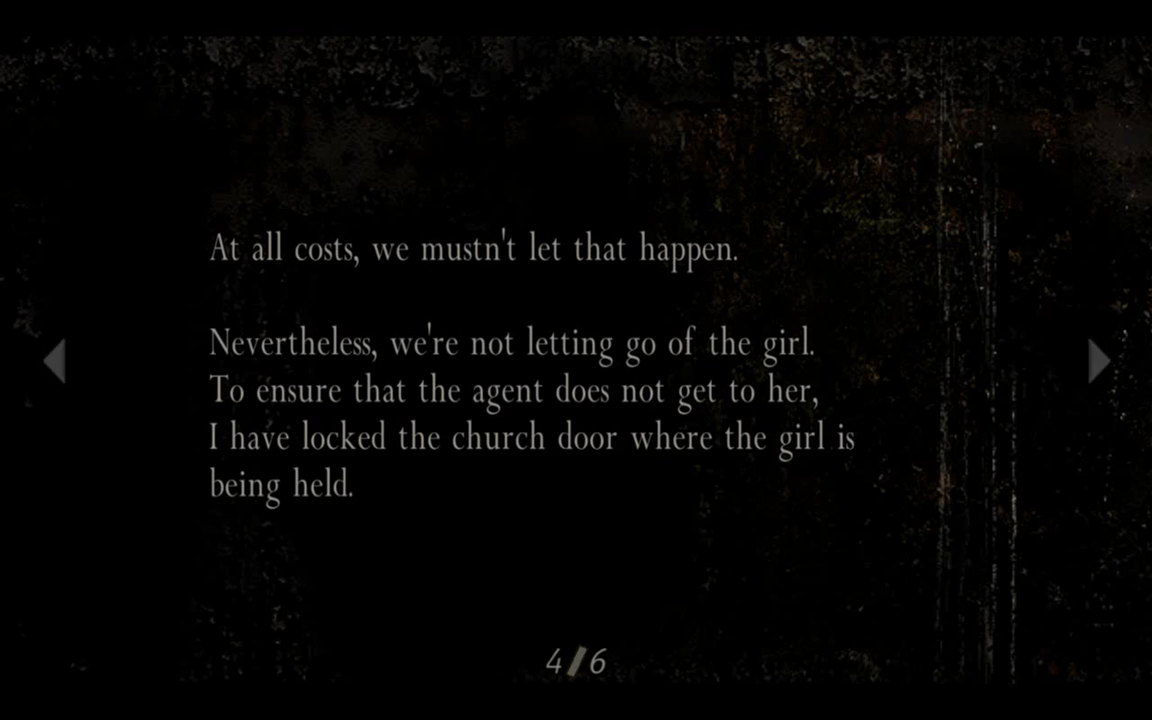 At all costs, we mustn't let that happen.
Nevertheless, we're not letting go of the girl.
To ensure that the agent does not get to her,
I have locked the church door where the girl is
being held.
4/6